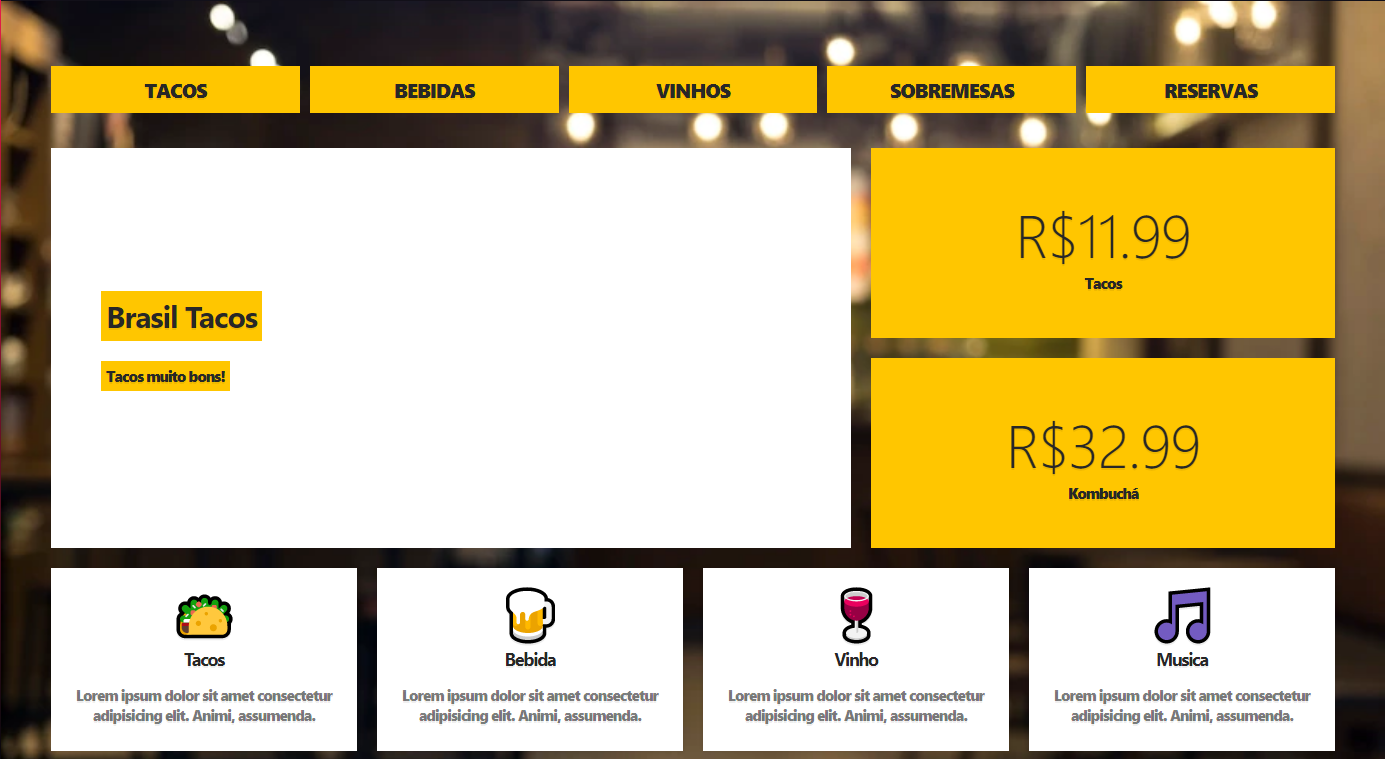 TACOS
BEBIDAS
VINHOS
SOBREMESAS
RESERVAS
Brasil Tacos
Tacos muito bons!
R$11.99
Tacos
R$32.99
Kombuchá
Tacos
Lorem ipsum dolor sit amet consectetur
adipisicing elit. Animi, assumenda.
Bebida
Lorem ipsum dolor sit amet consectetur
adipisicing elit. Animi, assumenda.
Vinho
Lorem ipsum dolor sit amet consectetur
adipisicing elit. Animi, assumenda.
Musica
Lorem ipsum dolor sit amet consectetur
adipisicing elit. Animi, assumenda.